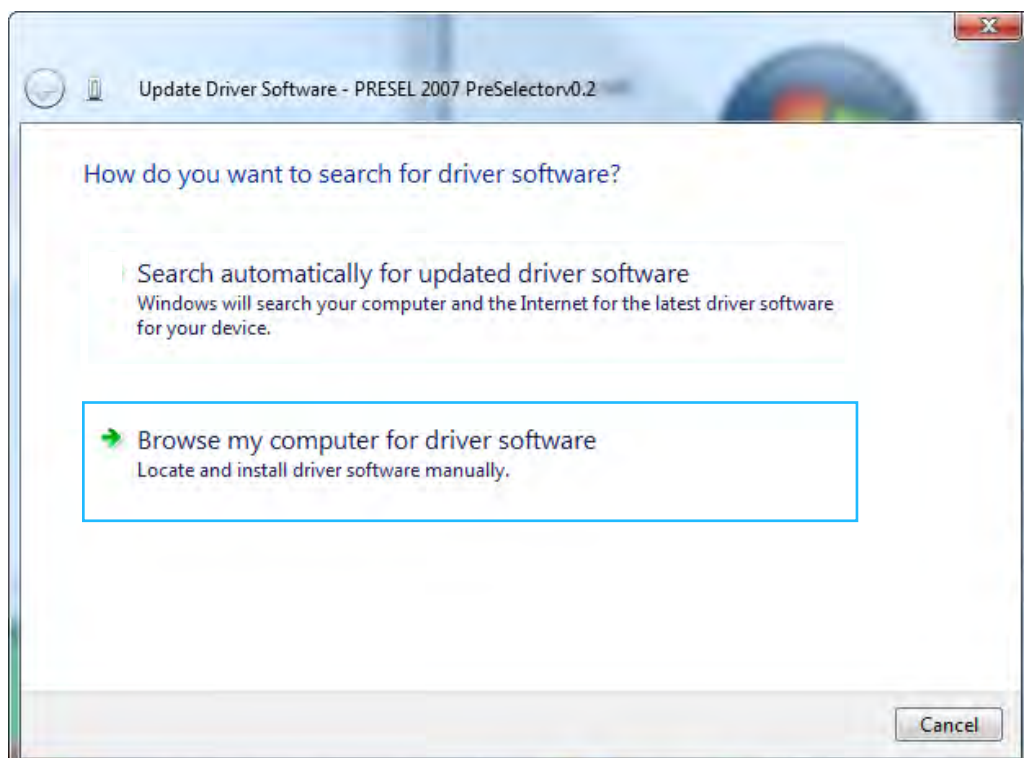 Update Driver Software - PRESEL 2007 PreSelectorv0.2
How do you want to search for driver software?
Search automatically for updated driver software
Windows will search your computer and the Internet for the latest driver software
for your device.
Browse my computer for driver software
Locate and install driver software manually.
Cancel